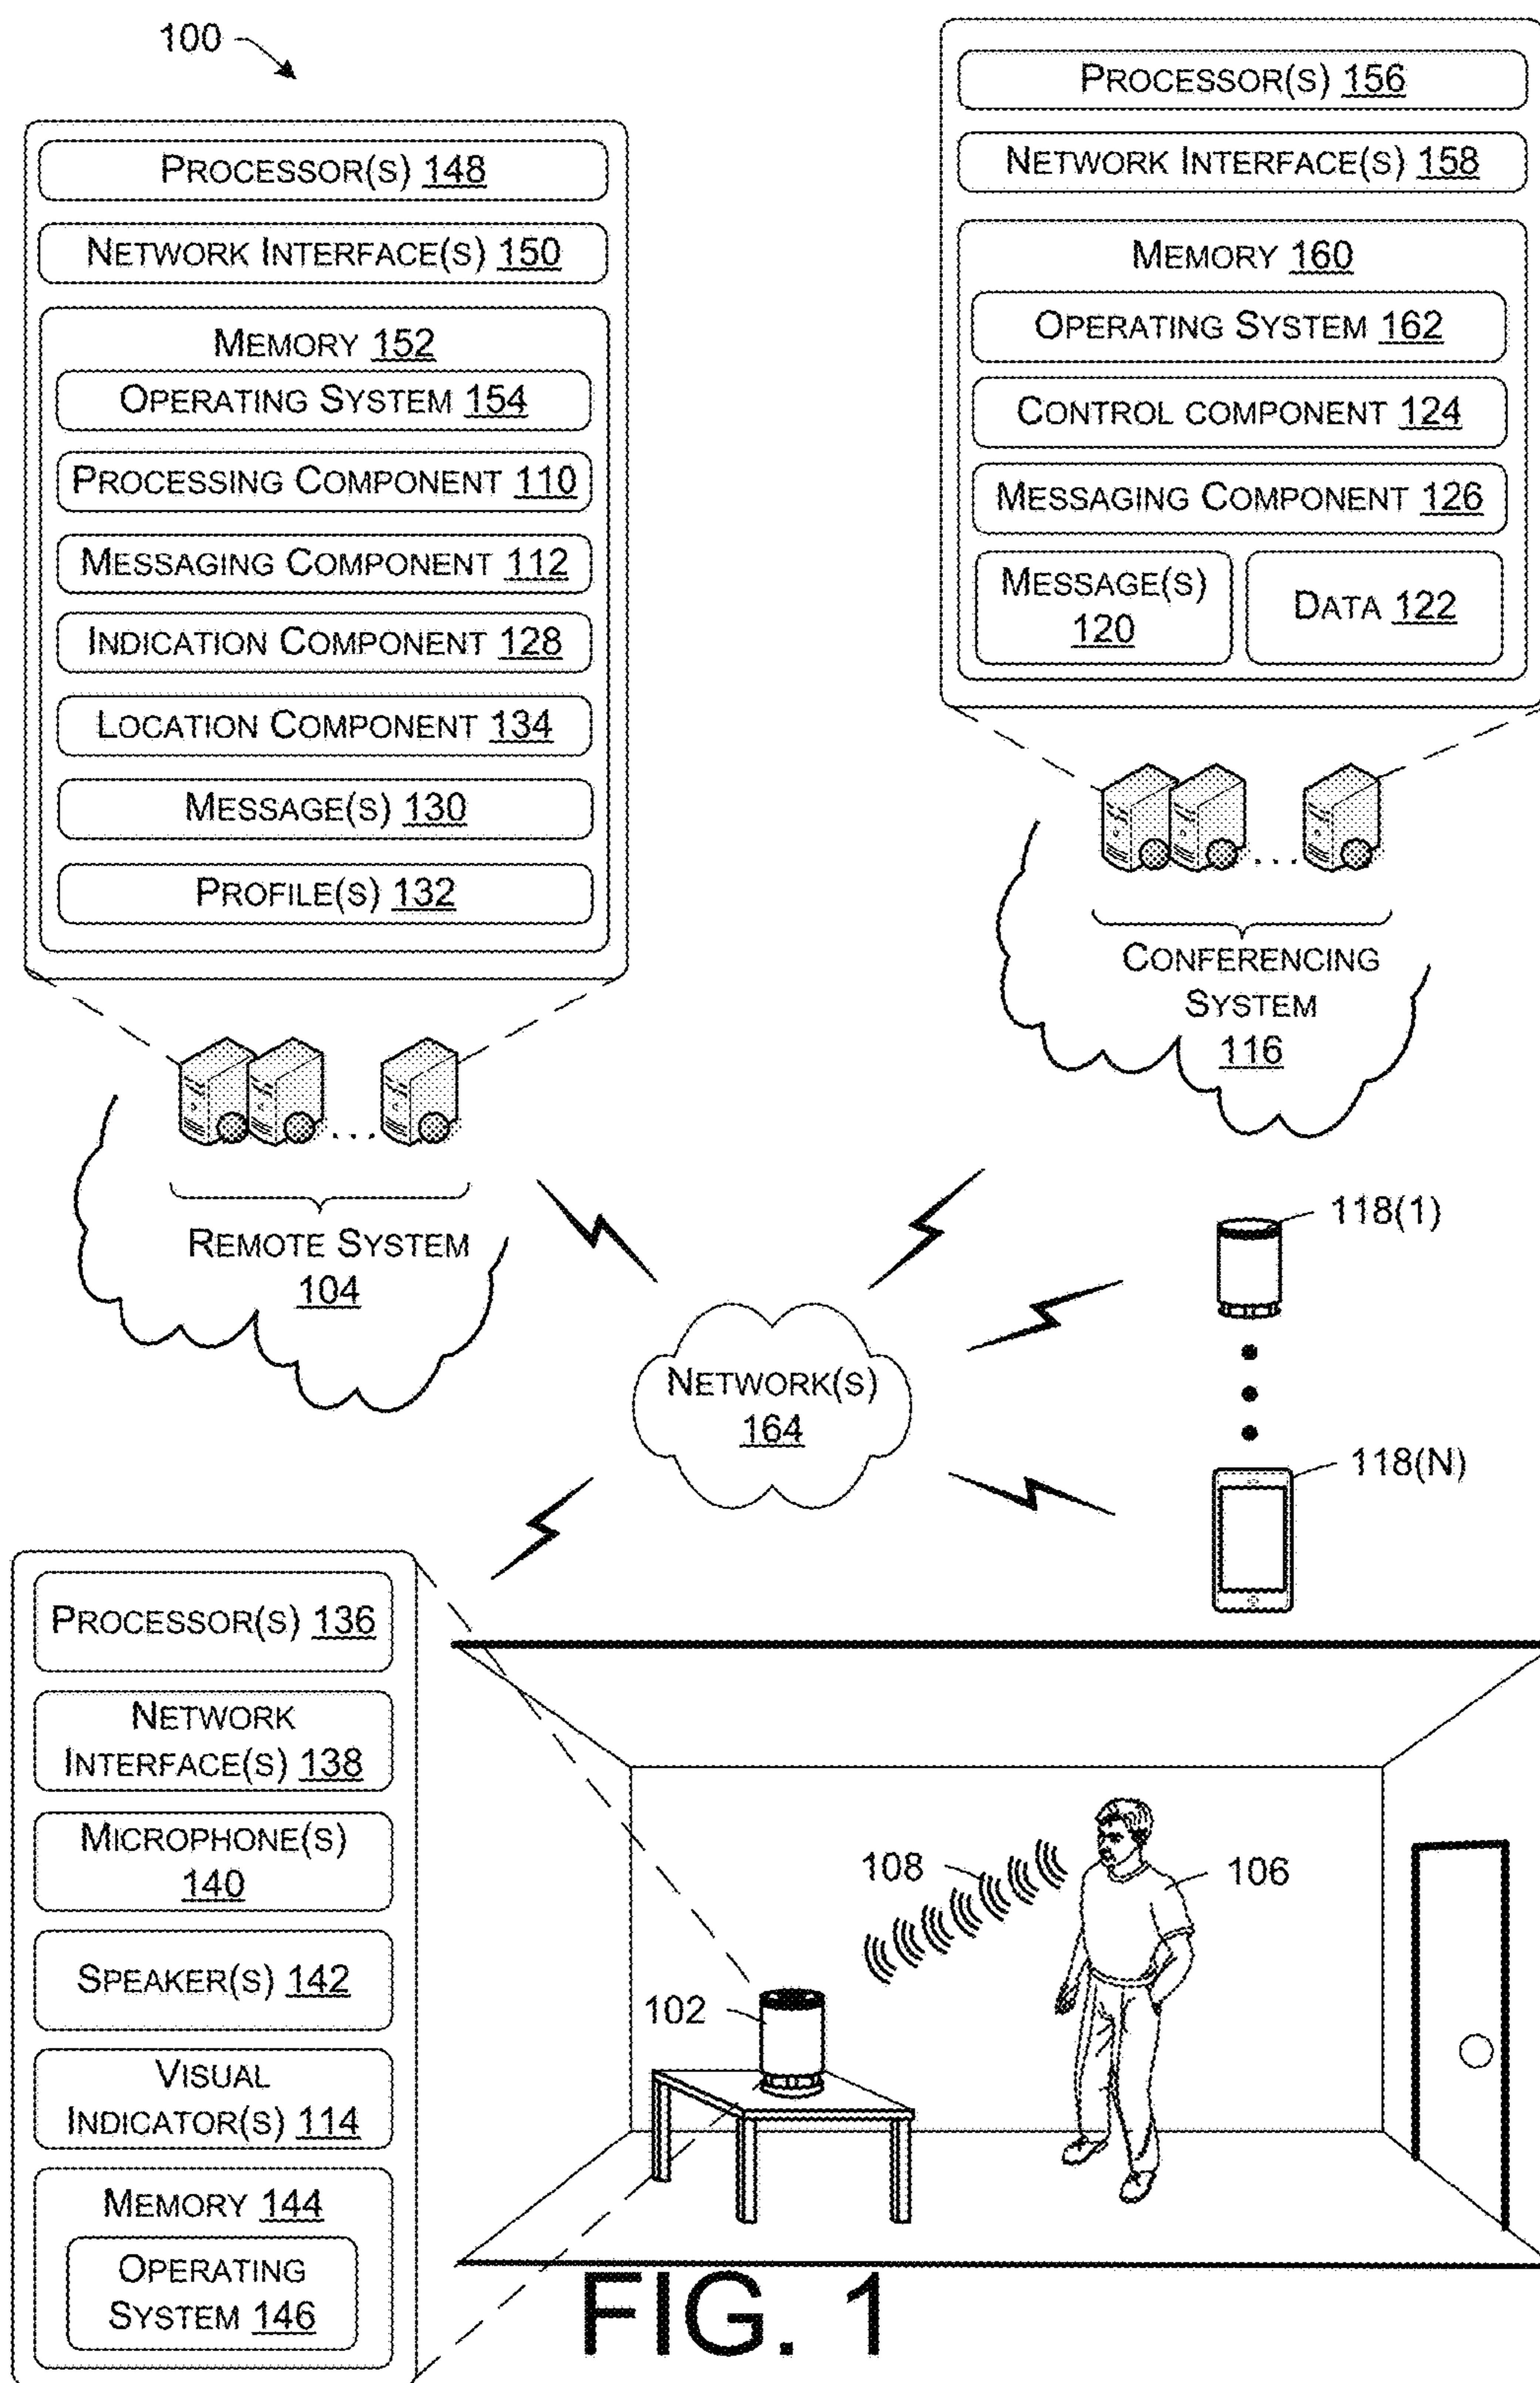 100
PROCESSOR(S) 148
NETWORK INTERFACE(S) 150
MEMORY 152
OPERATING SYSTEM 154
PROCESSING COMPONENT 110
MESSAGING COMPONENT 112
INDICATION COMPONENT 128
LOCATION COMPONENT 134
MESSAGE(S) 130
PROFILE(S) 132
REMOTE SYSTEM
104
PROCESSOR(S) 156
NETWORK INTERFACE(S) 158
MEMORY 160
OPERATING SYSTEM 162
CONTROL COMPONENT 124
MESSAGING COMPONENT 126
MESSAGE(S)
120
DATA 122
CONFERENCING
SYSTEM
116
118(1)
118(N)
NETWORK(S)
164
PROCESSOR(S) 136
NETWORK
INTERFACE(S) 138
MICROPHONE(S)
140
SPEAKER(S) 142
VISUAL
INDICATOR(S) 114
MEMORY 144
OPERATING
SYSTEM 146
108
106
102
FIG. 1